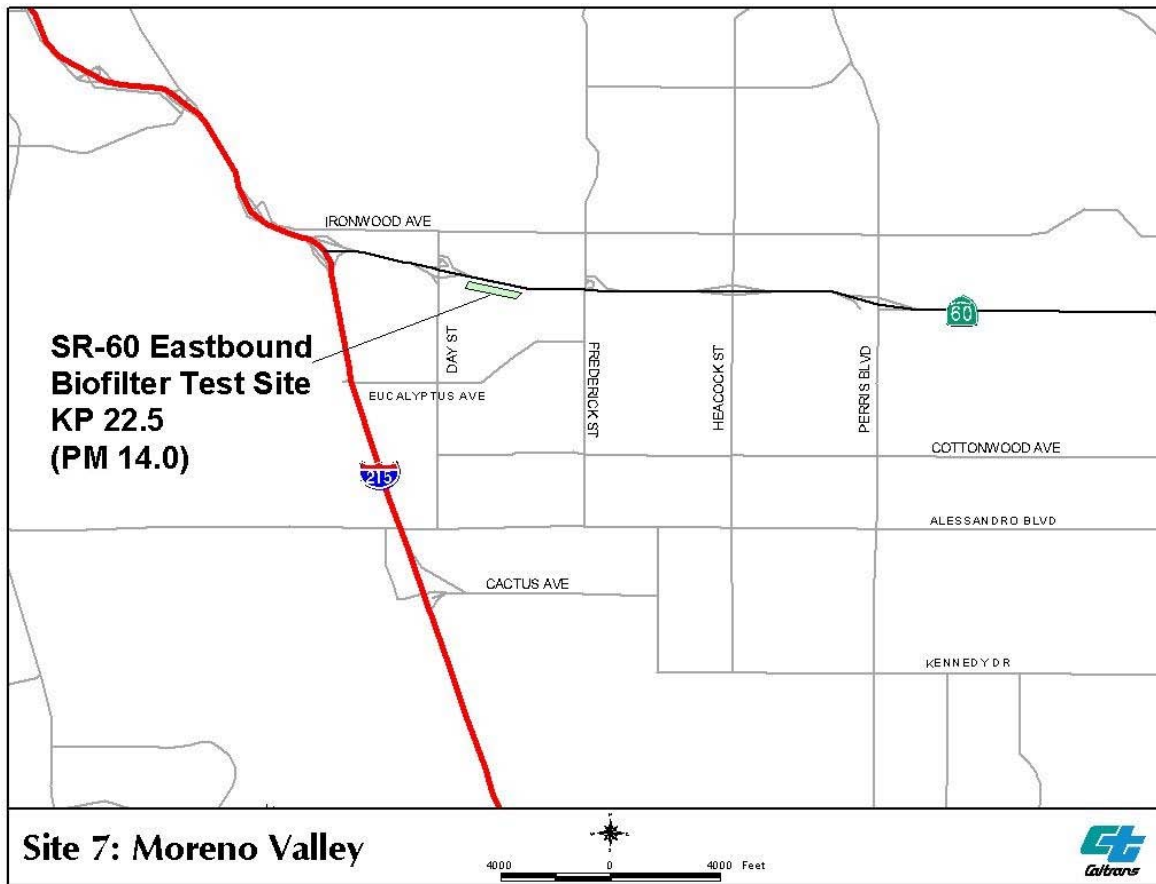 IRONWOOD AVE
60
SR-60 Eastbound
Biofilter Test Site
KP 22.5
(PM 14.0)
DAY ST
FREDERICK ST
HEACOCK ST
PERRIS BLVD
EUCALYPTUS AVE
COTTONWOOD AVE
215
ALESSANDRO BLVD
CACTUS AVE
KENNEDY DR
Site 7: Moreno Valley
4000 0 4000 Feet
Ct
Caltrans